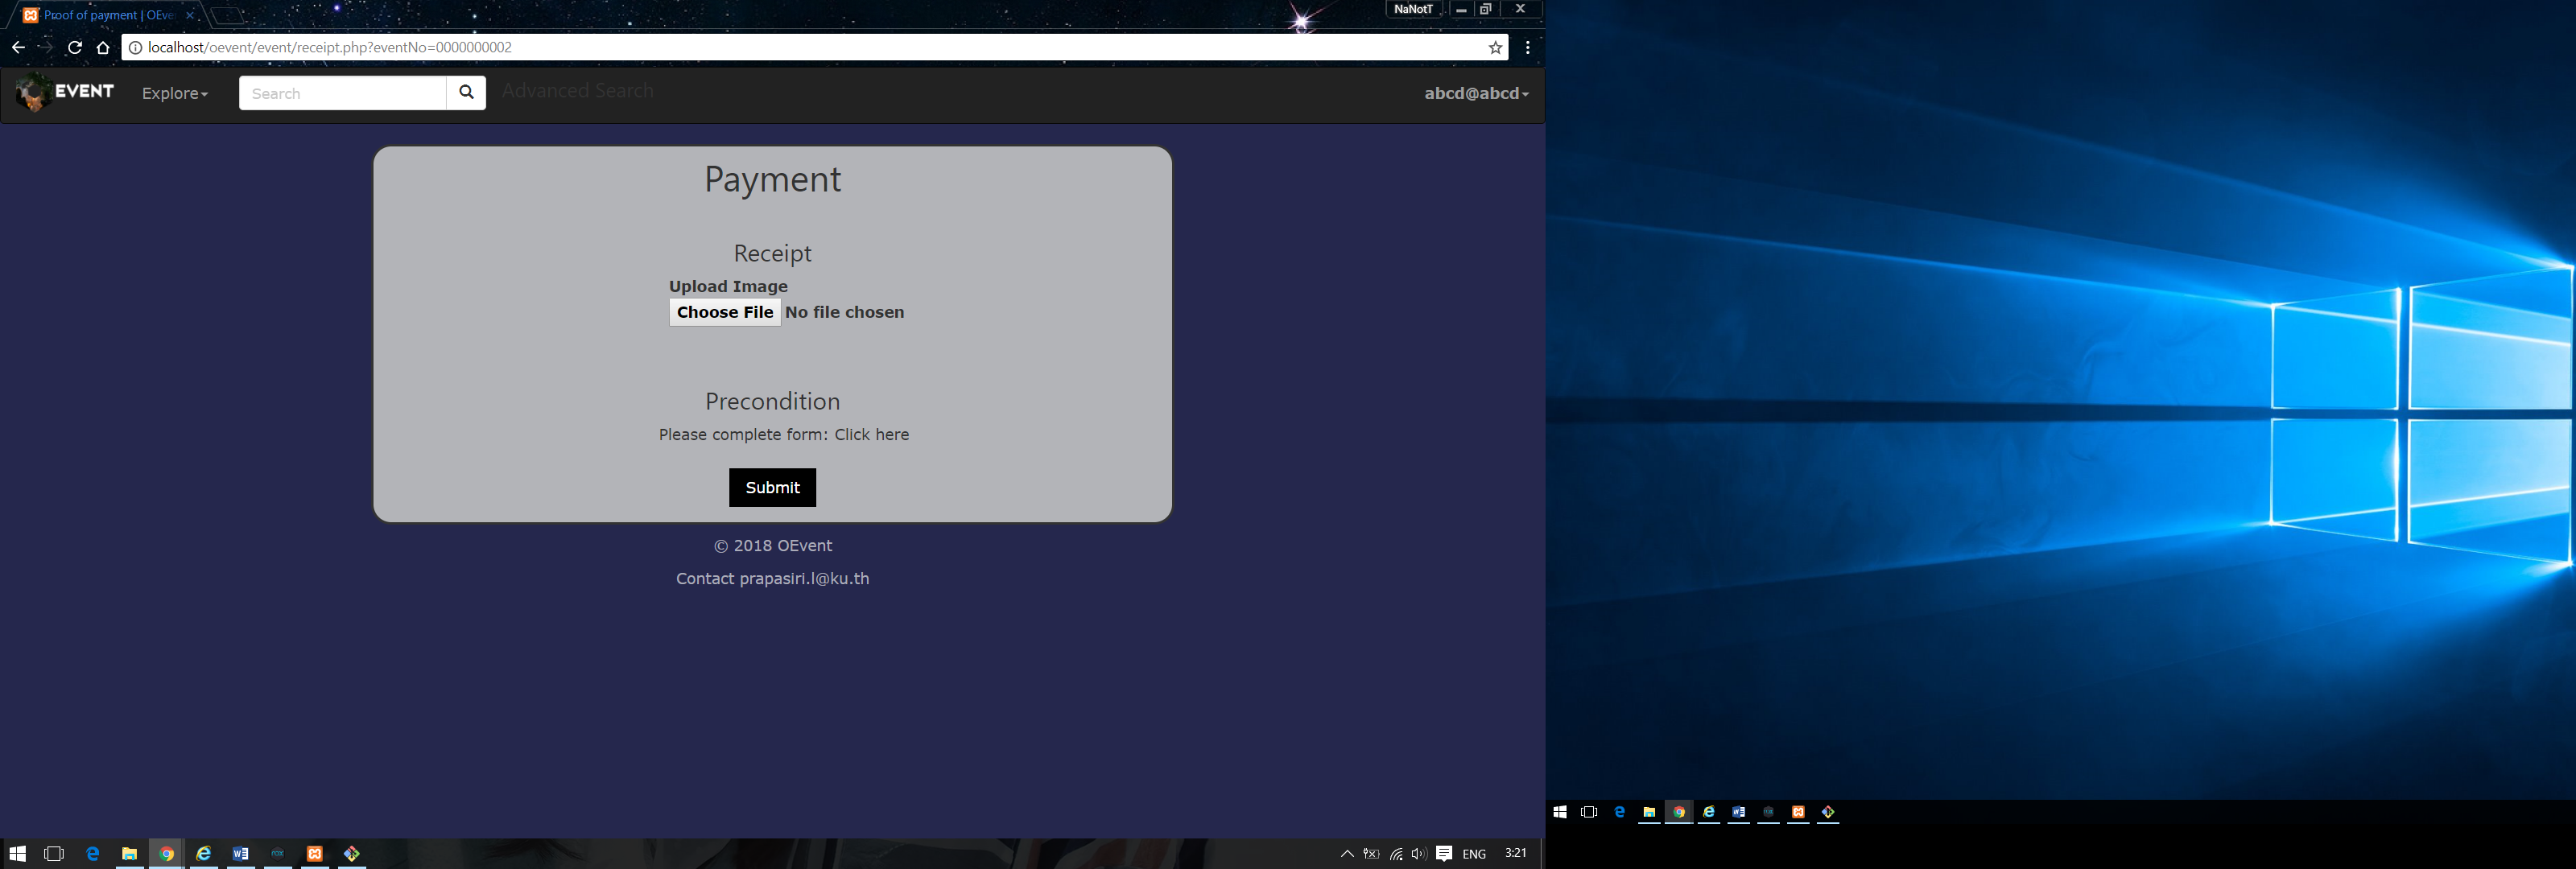 Proof of payment | OEve
NaNotT
localhost/oevent/event/receipt.php?eventNo=0000000002
EVENT
Explore
Search
Advanced Search
abcd@abcd
Payment
Receipt
Upload Image
Choose File No file chosen
Precondition
Please complete form: Click here
Submit
© 2018 OEvent
Contact prapasiri.l@ku.th
ENG
3:21